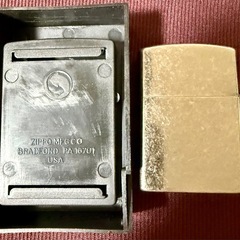 ZIPPO MFG. CO.
BRADFORD, PA. 16701
USA